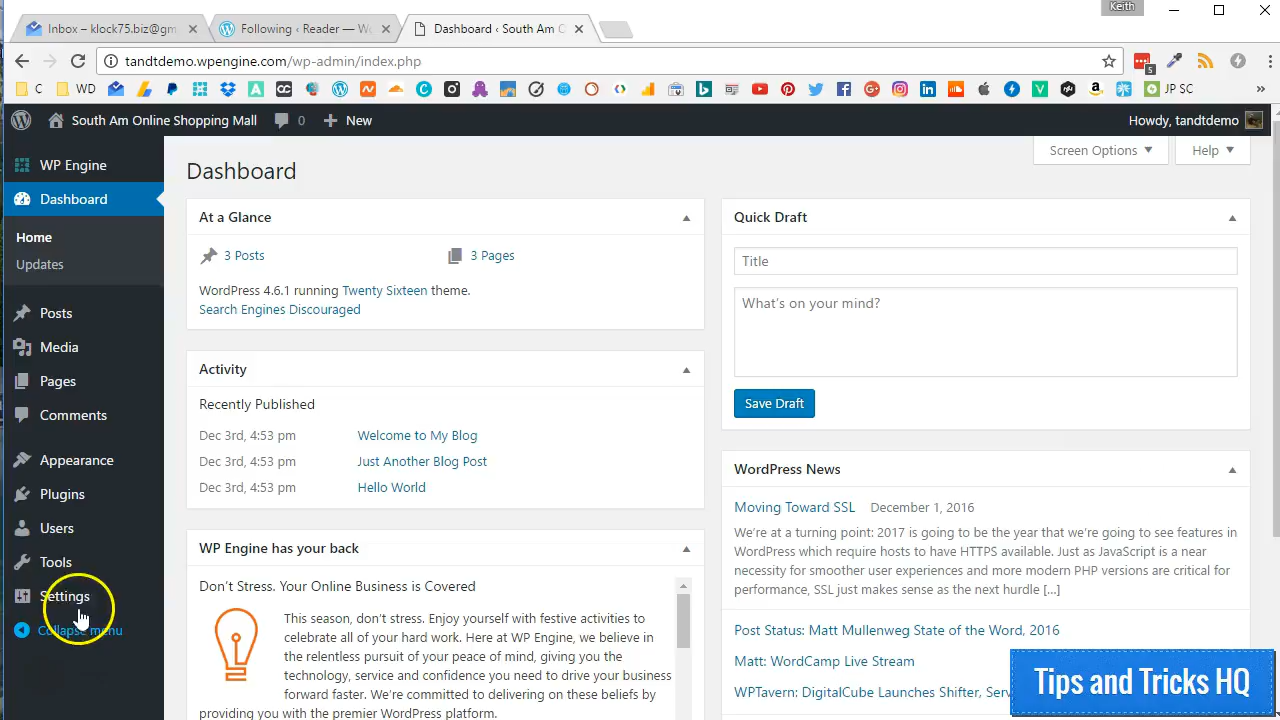 Keith
Inbox – klock75.biz@gm
Following ‹ Reader — W
Dashboard ‹ South Am C
tandtdemo.wpengine.com/wp-admin/index.php
5
C
WD
JP SC
South Am Online Shopping Mall
0
New
Howdy, tandtdemo
WP Engine
Dashboard
Home
Updates
Posts
Media
Pages
Comments
Appearance
Plugins
Users
Tools
Settings
Collapse menu
Screen Options
Help
Dashboard
At a Glance
3 Posts
3 Pages
WordPress 4.6.1 running Twenty Sixteen theme.
Search Engines Discouraged
Activity
Recently Published
Dec 3rd, 4:53 pm Welcome to My Blog
Dec 3rd, 4:53 pm Just Another Blog Post
Dec 3rd, 4:53 pm Hello World
WP Engine has your back
Don't Stress. Your Online Business is Covered
This season, don't stress. Enjoy yourself with festive activities to
celebrate all of your hard work. Here at WP Engine, we believe in
the relentless pursuit of your peace of mind, giving you the
technology, service and confidence you need to drive your business
forward faster. We're committed to delivering on these beliefs by
providing you with the premier WordPress platform.
Quick Draft
Title
What's on your mind?
Save Draft
WordPress News
Moving Toward SSL December 1, 2016
We're at a turning point: 2017 is going to be the year that we're going to see features in
WordPress which require hosts to have HTTPS available. Just as JavaScript is a near
necessity for smoother user experiences and more modern PHP versions are critical for
performance, SSL just makes sense as the next hurdle […]
Post Status: Matt Mullenweg State of the Word, 2016
Matt: WordCamp Live Stream
WPTavern: DigitalCube Launches Shifter, Ser
Tips and Tricks HQ